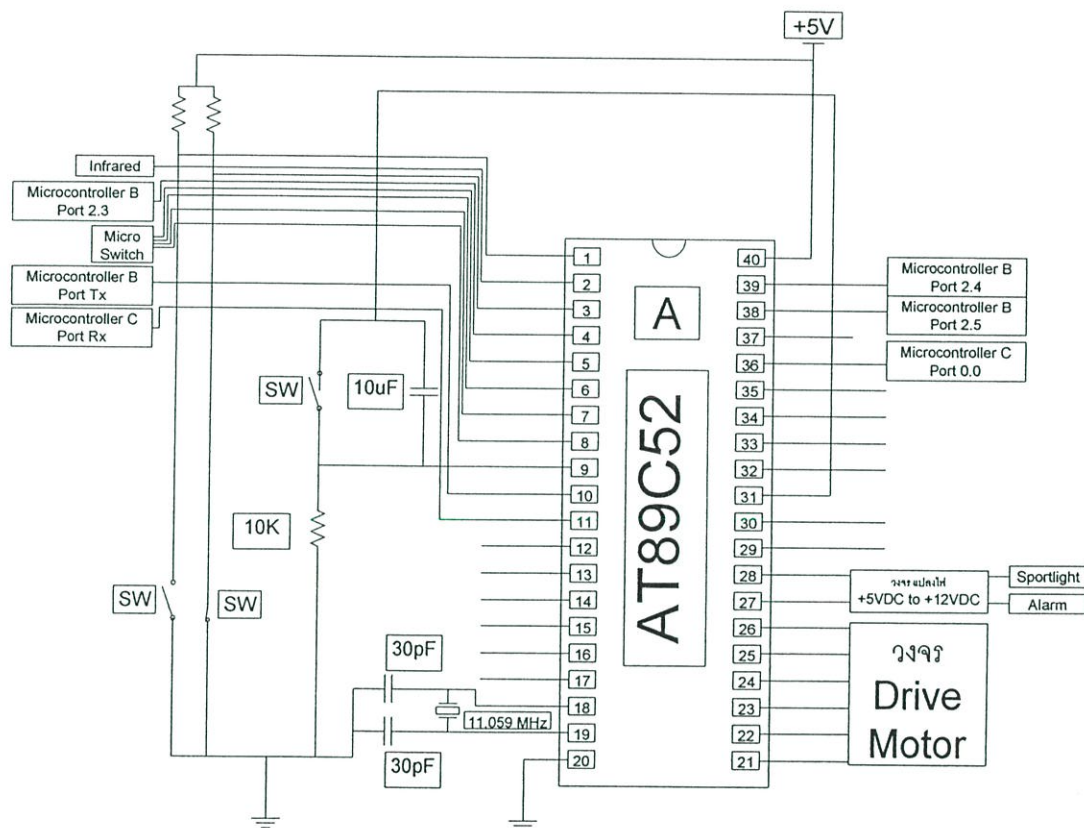 +5V
Infrared
Microcontroller B
Port 2.3
Micro
Switch
Microcontroller B
Port Tx
Microcontroller C
Port Rx
SW
10uF
10K
SW
SW
30pF
11.059 MHz
30pF
A
AT89C52
1
2
3
4
5
6
7
8
9
10
11
12
13
14
15
16
17
18
19
20
40
39
38
37
36
35
34
33
32
31
30
29
28
27
26
25
24
23
22
21
Microcontroller B
Port 2.4
Microcontroller B
Port 2.5
Microcontroller C
Port 0.0
วงจรแปลงไฟ
+5VDC to +12VDC
Sportlight
Alarm
วงจร
Drive
Motor